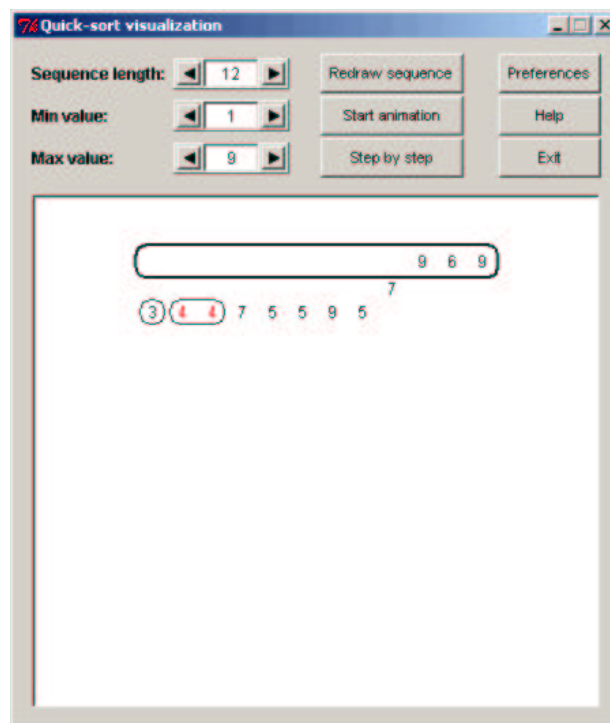 Quick-sort visualization
Sequence length: 12 Redraw sequence Preferences
Min value: 1 Start animation Help
Max value: 9 Step by step Exit
9 6 9
7
3 4 4 7 5 5 9 5